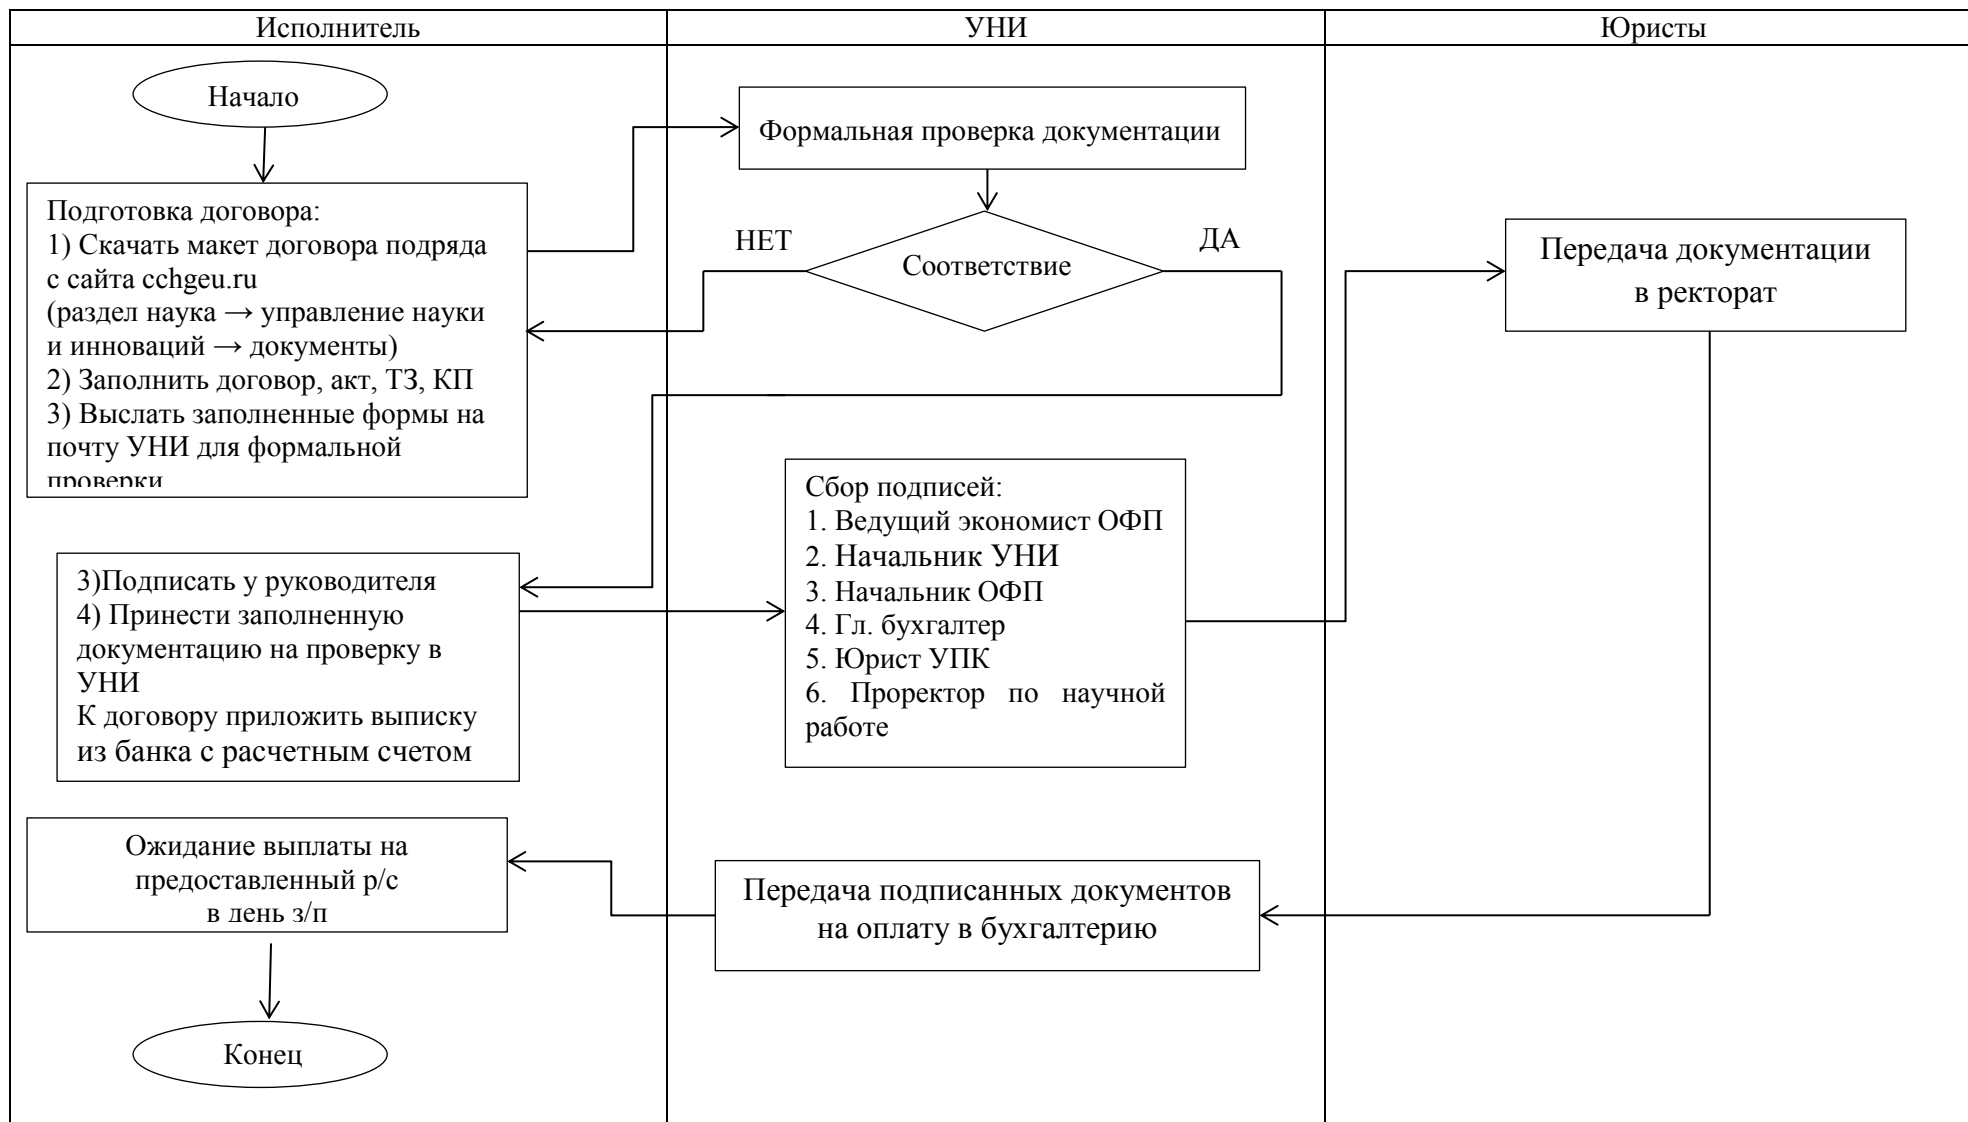 Исполнитель
УНИ
Юристы
Начало
Подготовка договора:
1) Скачать макет договора подряда
с сайта cchgeu.ru
(раздел наука → управление науки
и инноваций → документы)
2) Заполнить договор, акт, ТЗ, КП
3) Выслать заполненные формы на
почту УНИ для формальной
проверки
Формальная проверка документации
НЕТ
Соответствие
ДА
3)Подписать у руководителя
4) Принести заполненную
документацию на проверку в
УНИ
К договору приложить выписку
из банка с расчетным счетом
Сбор подписей:
1. Ведущий экономист ОФП
2. Начальник УНИ
3. Начальник ОФП
4. Гл. бухгалтер
5. Юрист УПК
6. Проректор по научной
работе
Передача документации
в ректорат
Передача подписанных документов
на оплату в бухгалтерию
Ожидание выплаты на
предоставленный р/с
в день з/п
Конец